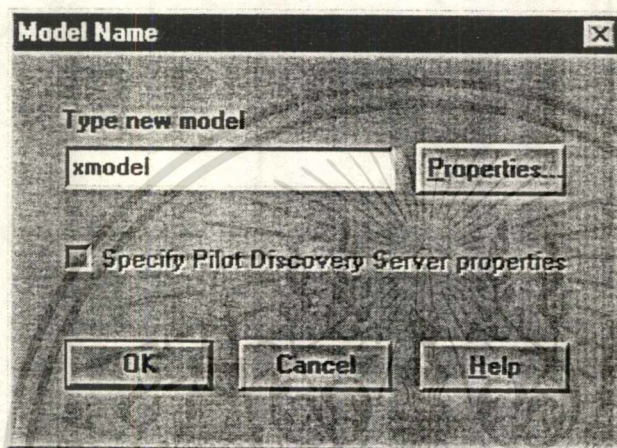 Model Name
Type new model
xmodel
Properties...
Specify Pilot Discovery Server properties
OK
Cancel
Help